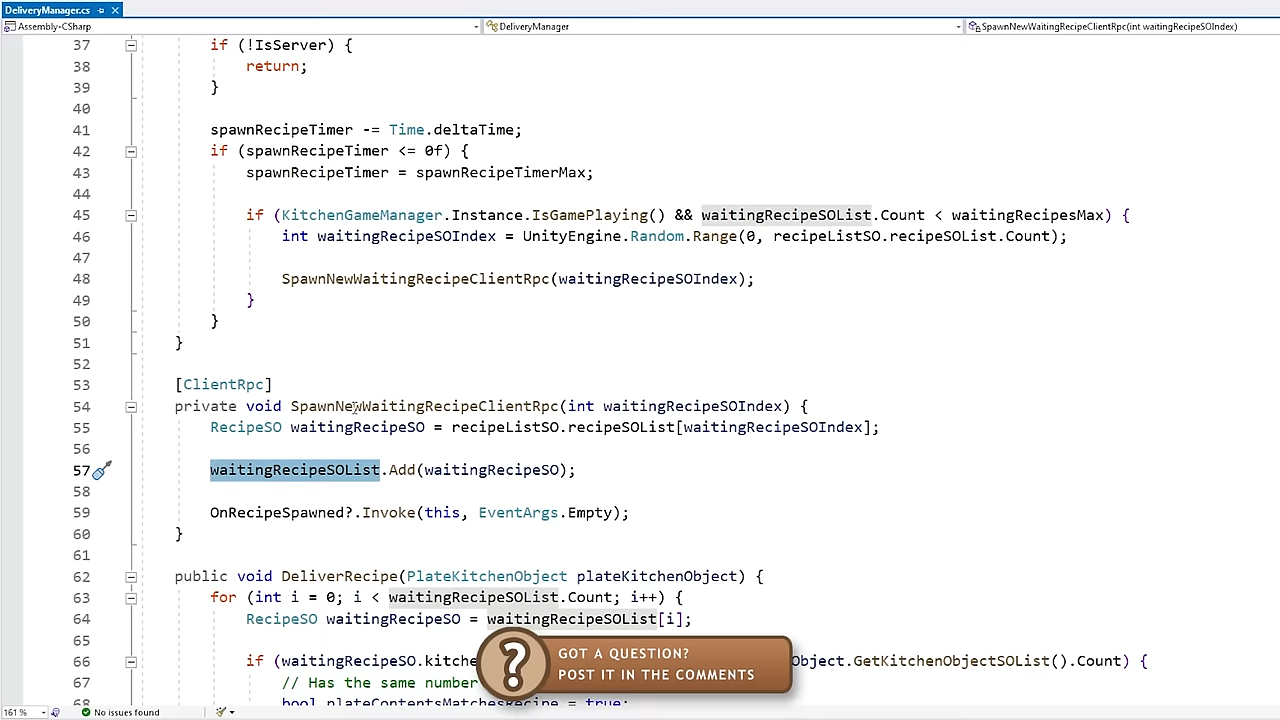 DeliveryManager.cs
Assembly-CSharp DeliveryManager SpawnNewWaitingRecipeClientRpc(int waitingRecipeSOIndex)
37 if (!IsServer) {
38 return;
39 }
40
41 spawnRecipeTimer -= Time.deltaTime;
42 if (spawnRecipeTimer <= 0f) {
43 spawnRecipeTimer = spawnRecipeTimerMax;
44
45 if (KitchenGameManager.Instance.IsGamePlaying() && waitingRecipeSOList.Count < waitingRecipesMax) {
46 int waitingRecipeSOIndex = UnityEngine.Random.Range(0, recipeListSO.recipeSOList.Count);
47
48 SpawnNewWaitingRecipeClientRpc(waitingRecipeSOIndex);
49 }
50 }
51 }
52
53 [ClientRpc]
54 private void SpawnNewWaitingRecipeClientRpc(int waitingRecipeSOIndex) {
55 RecipeSO waitingRecipeSO = recipeListSO.recipeSOList[waitingRecipeSOIndex];
56
57 waitingRecipeSOList.Add(waitingRecipeSO);
58
59 OnRecipeSpawned?.Invoke(this, EventArgs.Empty);
60 }
61
62 public void DeliverRecipe(PlateKitchenObject plateKitchenObject) {
63 for (int i = 0; i < waitingRecipeSOList.Count; i++) {
64 RecipeSO waitingRecipeSO = waitingRecipeSOList[i];
65
66 if (waitingRecipeSO.kitche Object.GetKitchenObjectSOList().Count) {
67 // Has the same number
68 bool plateContentsMatchesRecipe = true;
?
GOT A QUESTION?
POST IT IN THE COMMENTS
161 % No issues found